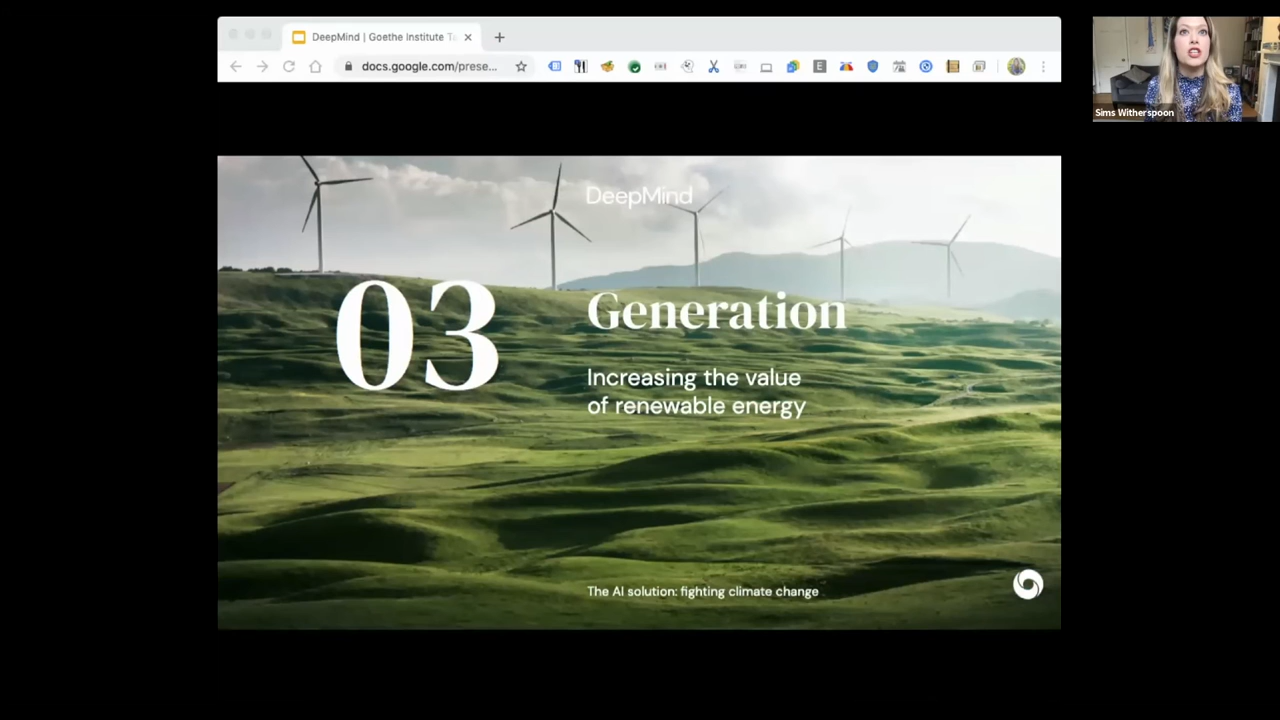 DeepMind | Goethe Institute T
docs.google.com/prese...
E
Sims Witherspoon
DeepMind
03
Generation
Increasing the value
of renewable energy
The AI solution: fighting climate change